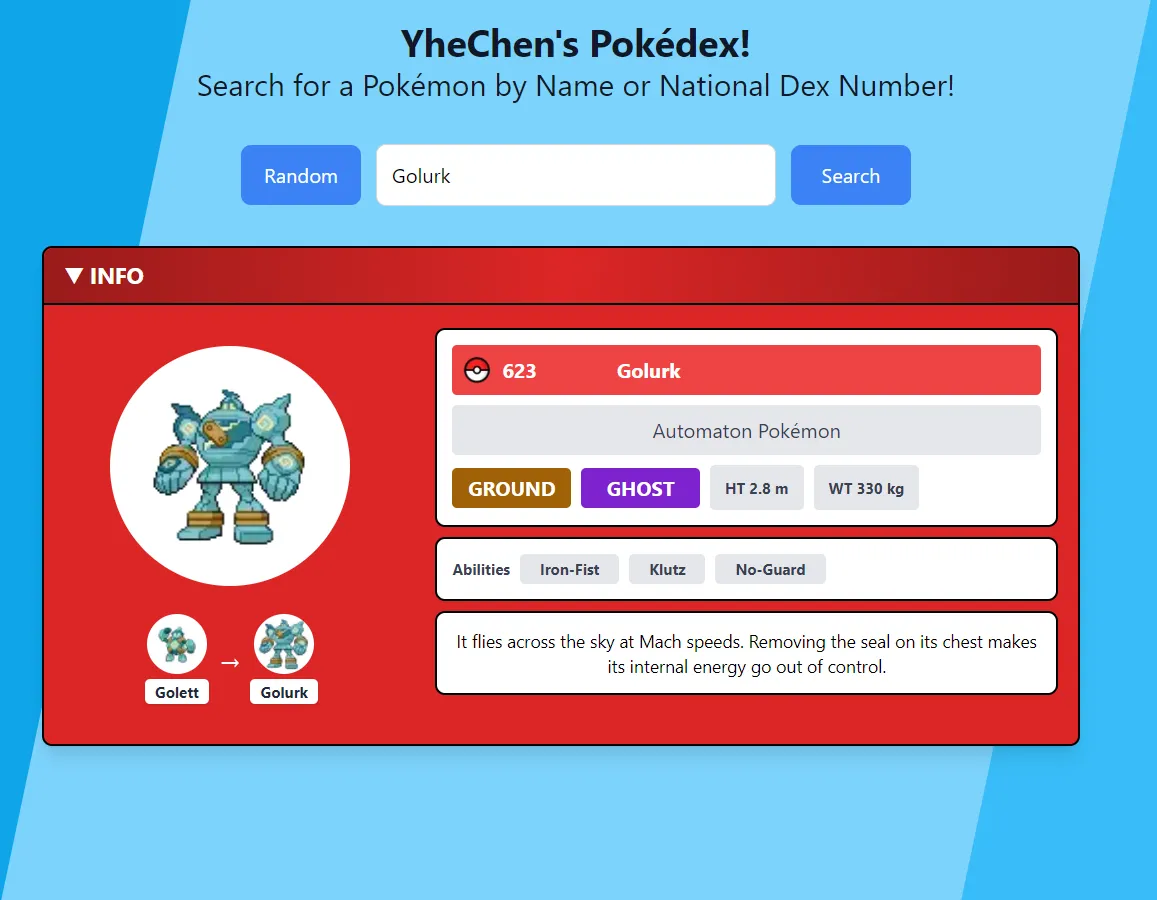 YheChen's Pokédex!
Search for a Pokémon by Name or National Dex Number!
Random
Golurk
Search
▼ INFO
623 Golurk
Automaton Pokémon
GROUND GHOST HT 2.8 m WT 330 kg
Abilities Iron-Fist Klutz No-Guard
It flies across the sky at Mach speeds. Removing the seal on its chest makes
its internal energy go out of control.
→
Golett Golurk